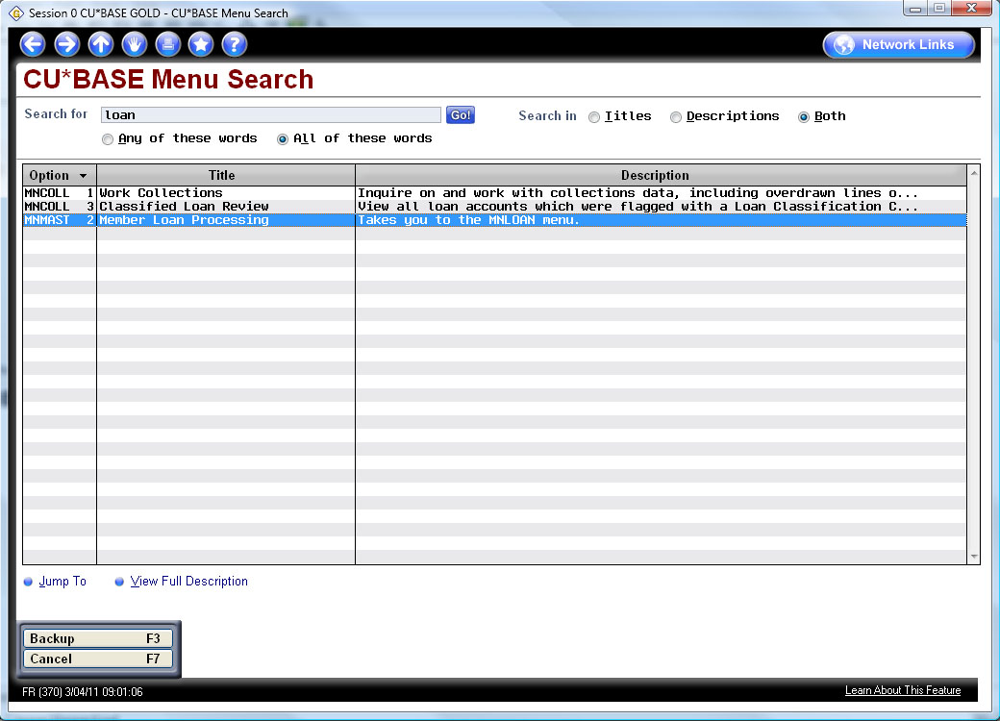 Session 0 CU*BASE GOLD - CU*BASE Menu Search
Network Links
CU*BASE Menu Search
Search for loan Go! Search in Titles Descriptions Both
Any of these words All of these words
Option Title Description
MNCOLL 1 Work Collections Inquire on and work with collections data, including overdrawn lines o...
MNCOLL 3 Classified Loan Review View all loan accounts which were flagged with a Loan Classification C...
MNMAST 2 Member Loan Processing Takes you to the MNLOAN menu.
Jump To View Full Description
Backup F3
Cancel F7
FR (370) 3/04/11 09:01:06 Learn About This Feature